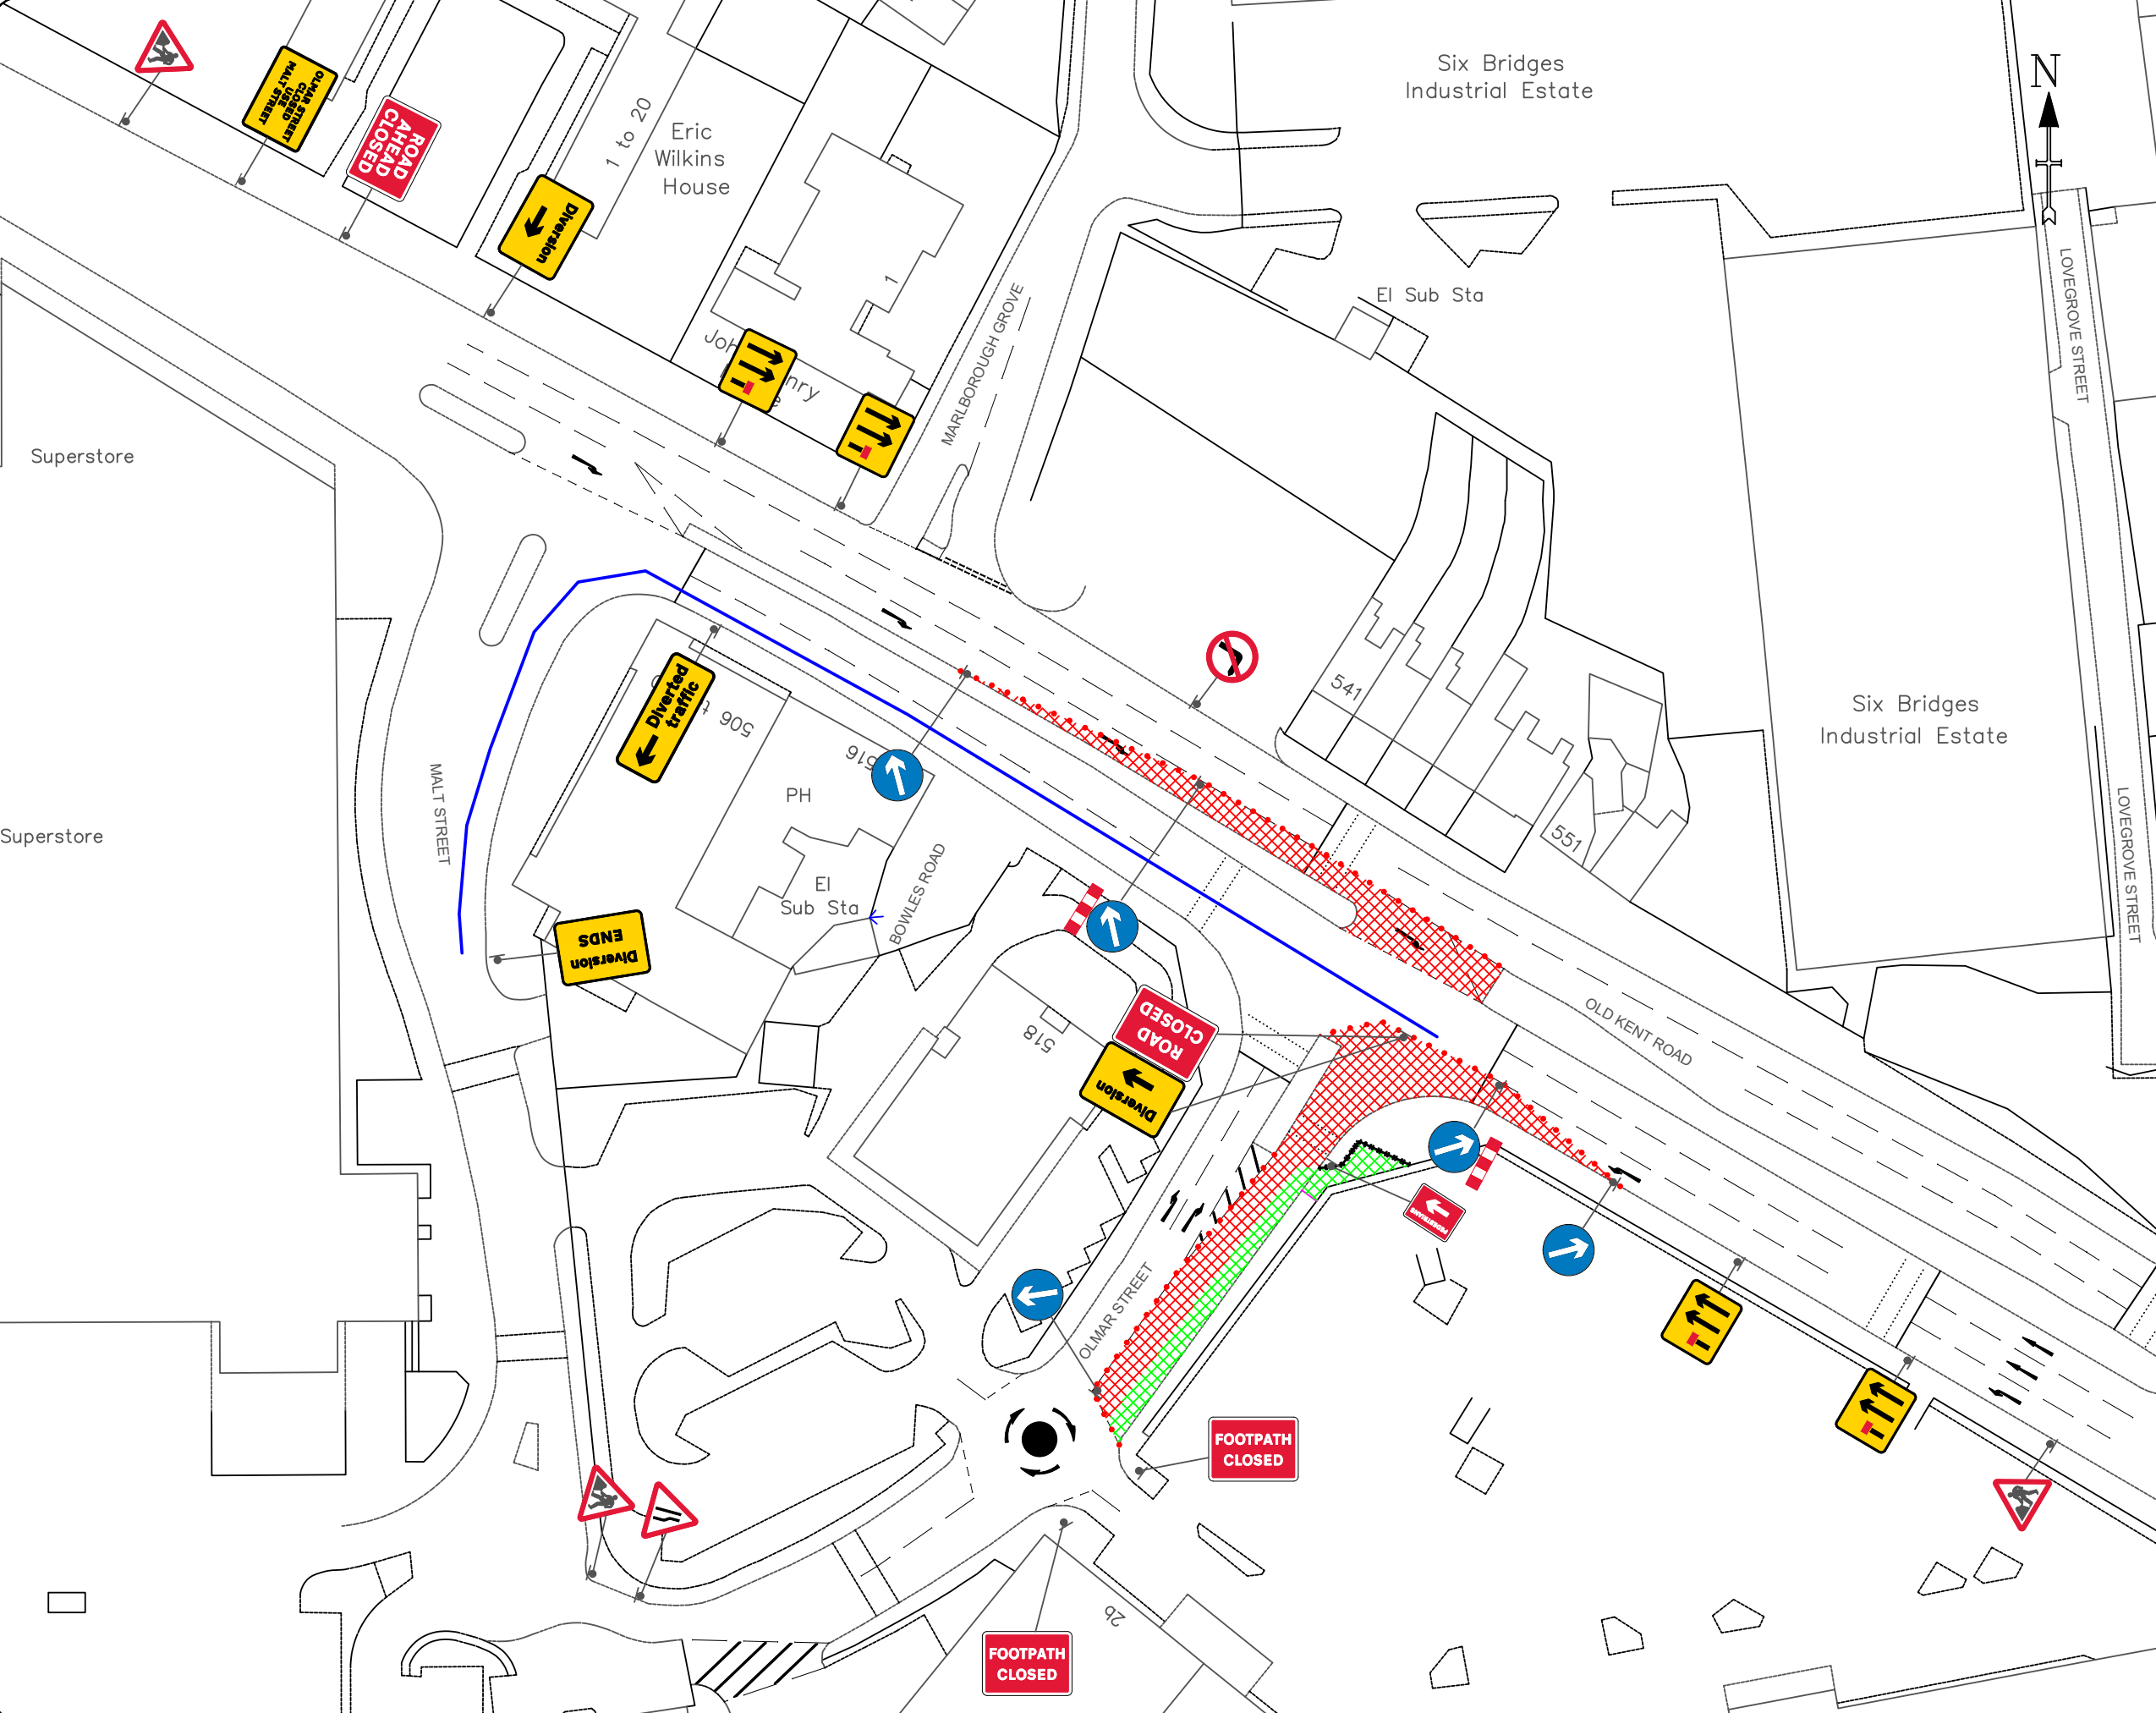 Six Bridges
Industrial Estate
N
OLMAR STREET
CLOSED
USE
MALT STREET
ROAD
AHEAD
CLOSED
1 to 20
Eric
Wilkins
House
Diversion
1
MARLBOROUGH GROVE
El Sub Sta
LOVEGROVE STREET
Superstore
541
551
Six Bridges
Industrial Estate
LOVEGROVE STREET
Diverted
traffic
506
516
PH
MALT STREET
Superstore
El
Sub Sta
BOWLES ROAD
Diversion
ENDS
518
ROAD
CLOSED
Diversion
OLD KENT ROAD
OLMAR STREET
FOOTPATH
CLOSED
2b
FOOTPATH
CLOSED